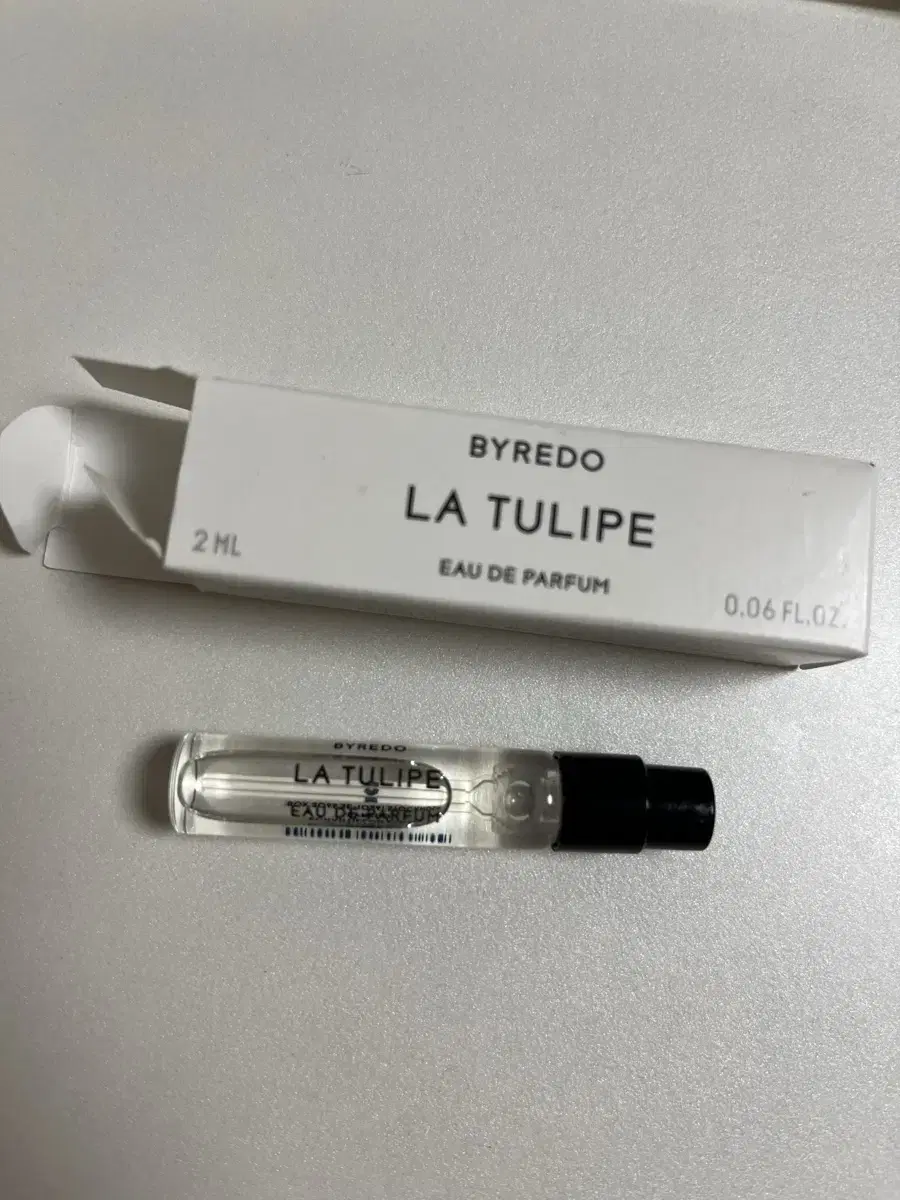 BYREDO
LA TULIPE
2 ML
EAU DE PARFUM
0.06 FL.OZ.
BYREDO
LA TULIPE
EAU DE PARFUM